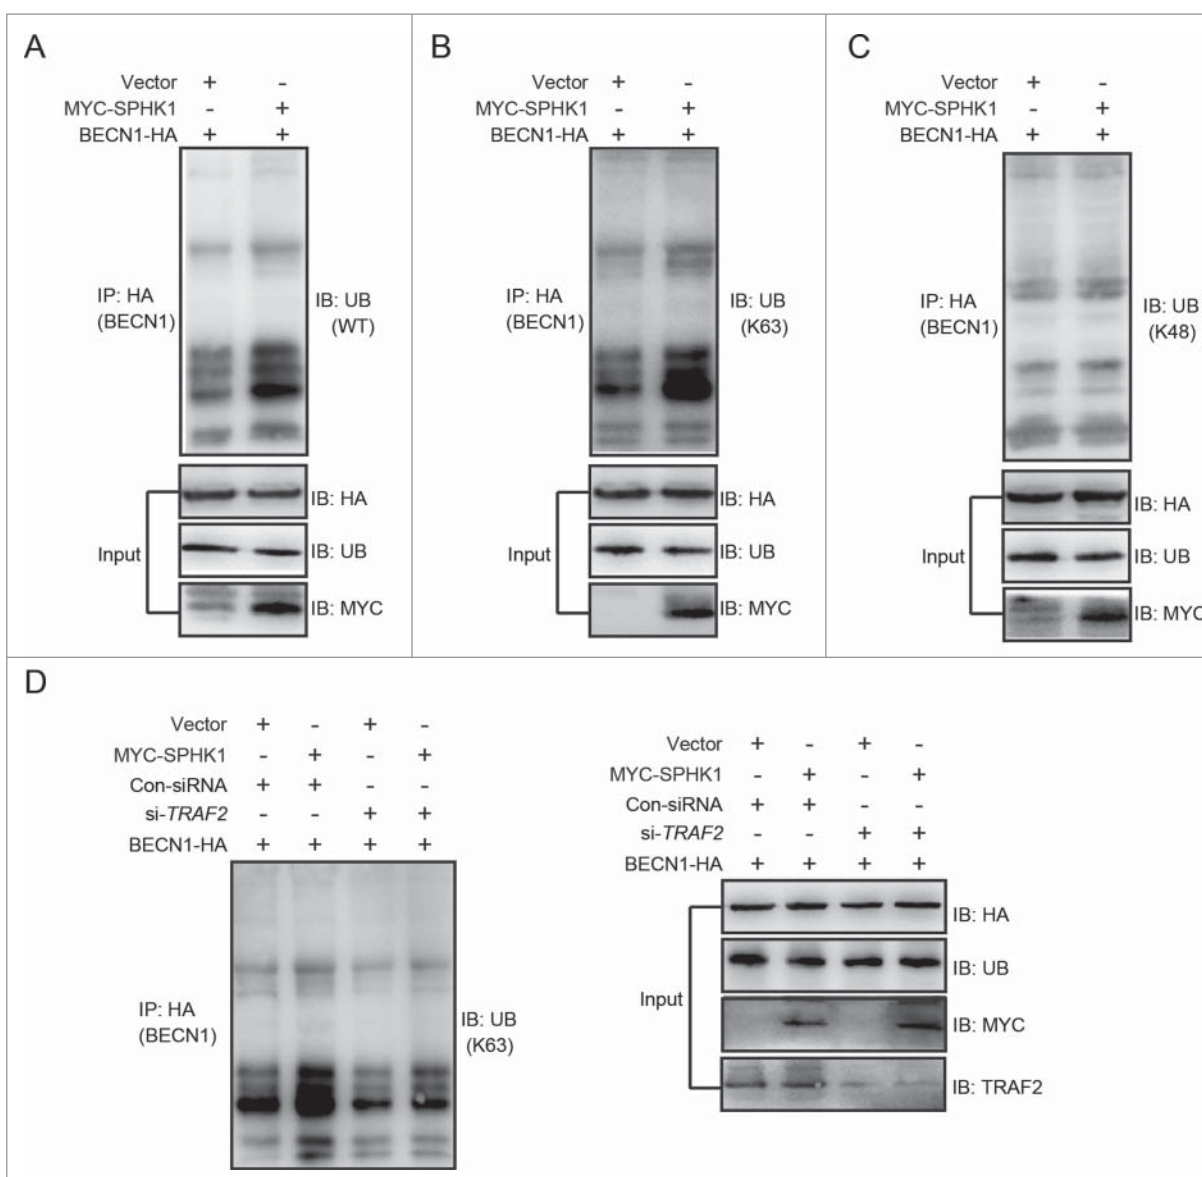 A
Vector + -
MYC-SPHK1 - +
BECN1-HA + +
IP: HA
(BECN1)
IB: UB
(WT)
Input
IB: HA
IB: UB
IB: MYC
B
Vector + -
MYC-SPHK1 - +
BECN1-HA + +
IP: HA
(BECN1)
IB: UB
(K63)
Input
IB: HA
IB: UB
IB: MYC
C
Vector + -
MYC-SPHK1 - +
BECN1-HA + +
IP: HA
(BECN1)
IB: UB
(K48)
Input
IB: HA
IB: UB
IB: MYC
D
Vector + - + -
MYC-SPHK1 - + - +
Con-siRNA + + - -
si-TRAF2 - - + +
BECN1-HA + + + +
IP: HA
(BECN1)
IB: UB
(K63)
Vector + - + -
MYC-SPHK1 - + - +
Con-siRNA + + - -
si-TRAF2 - - + +
BECN1-HA + + + +
Input
IB: HA
IB: UB
IB: MYC
IB: TRAF2